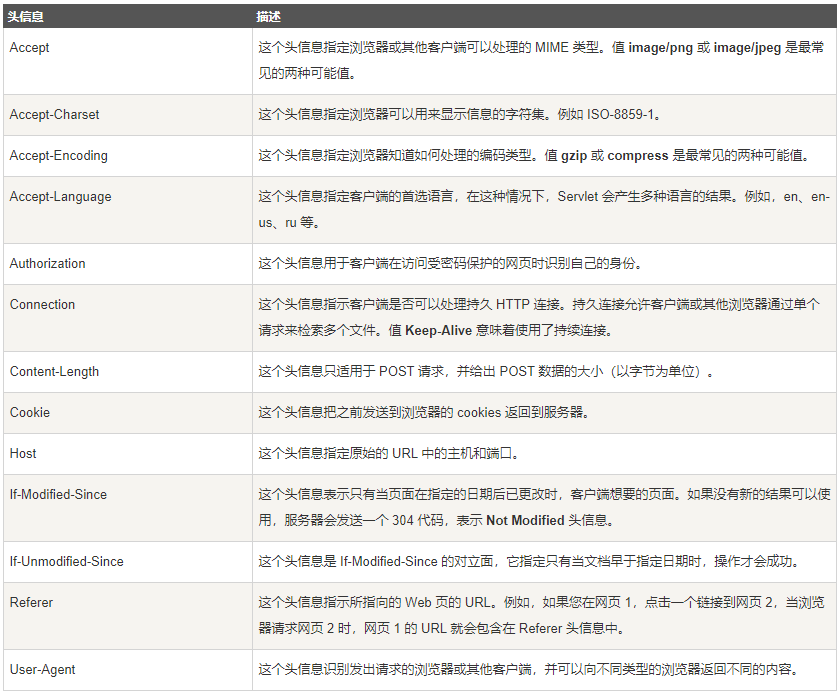 头信息 描述
Accept 这个头信息指定浏览器或其他客户端可以处理的 MIME 类型。值 image/png 或 image/jpeg 是最常
见的两种可能值。
Accept-Charset 这个头信息指定浏览器可以用来显示信息的字符集。例如 ISO-8859-1。
Accept-Encoding 这个头信息指定浏览器知道如何处理的编码类型。值 gzip 或 compress 是最常见的两种可能值。
Accept-Language 这个头信息指定客户端的首选语言，在这种情况下，Servlet 会产生多种语言的结果。例如，en、en-
us、ru 等。
Authorization 这个头信息用于客户端在访问受密码保护的网页时识别自己的身份。
Connection 这个头信息指示客户端是否可以处理持久 HTTP 连接。持久连接允许客户端或其他浏览器通过单个
请求来检索多个文件。值 Keep-Alive 意味着使用了持续连接。
Content-Length 这个头信息只适用于 POST 请求，并给出 POST 数据的大小（以字节为单位）。
Cookie 这个头信息把之前发送到浏览器的 cookies 返回到服务器。
Host 这个头信息指定原始的 URL 中的主机和端口。
If-Modified-Since 这个头信息表示只有当页面在指定的日期后已更改时，客户端想要的页面。如果没有新的结果可以使
用，服务器会发送一个 304 代码，表示 Not Modified 头信息。
If-Unmodified-Since 这个头信息是 If-Modified-Since 的对立面，它指定只有当文档早于指定日期时，操作才会成功。
Referer 这个头信息指示所指向的 Web 页的 URL。例如，如果您在网页 1，点击一个链接到网页 2，当浏览
器请求网页 2 时，网页 1 的 URL 就会包含在 Referer 头信息中。
User-Agent 这个头信息识别发出请求的浏览器或其他客户端，并可以向不同类型的浏览器返回不同的内容。